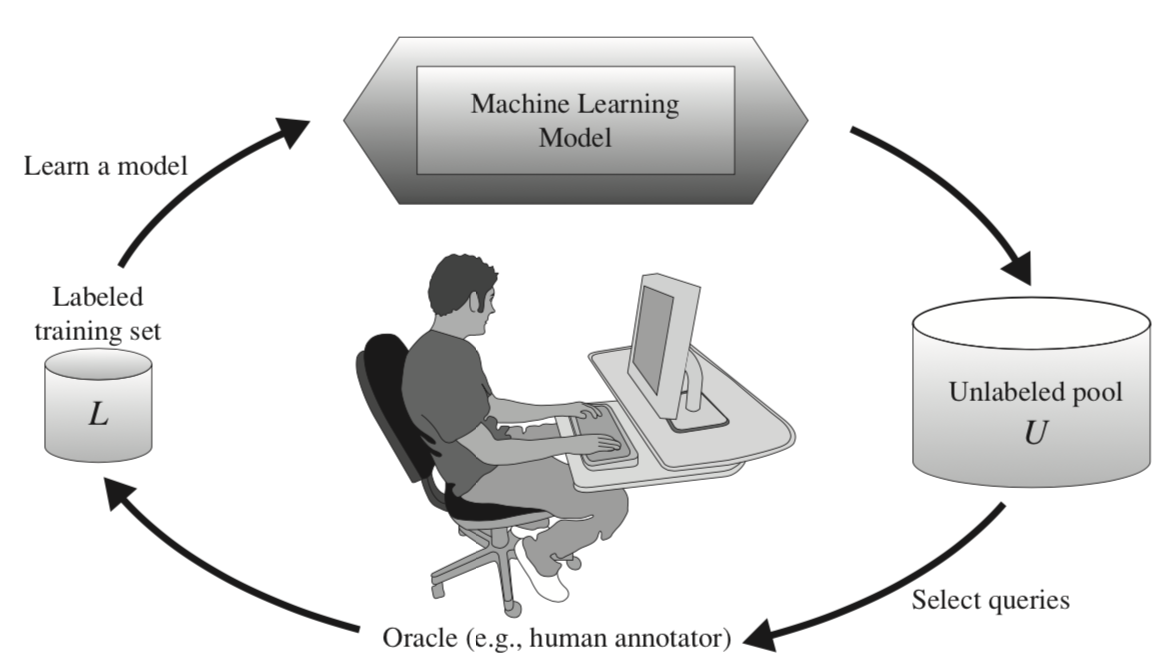 Machine Learning
Model
Learn a model
Labeled
training set
L
Unlabeled pool
U
Select queries
Oracle (e.g., human annotator)